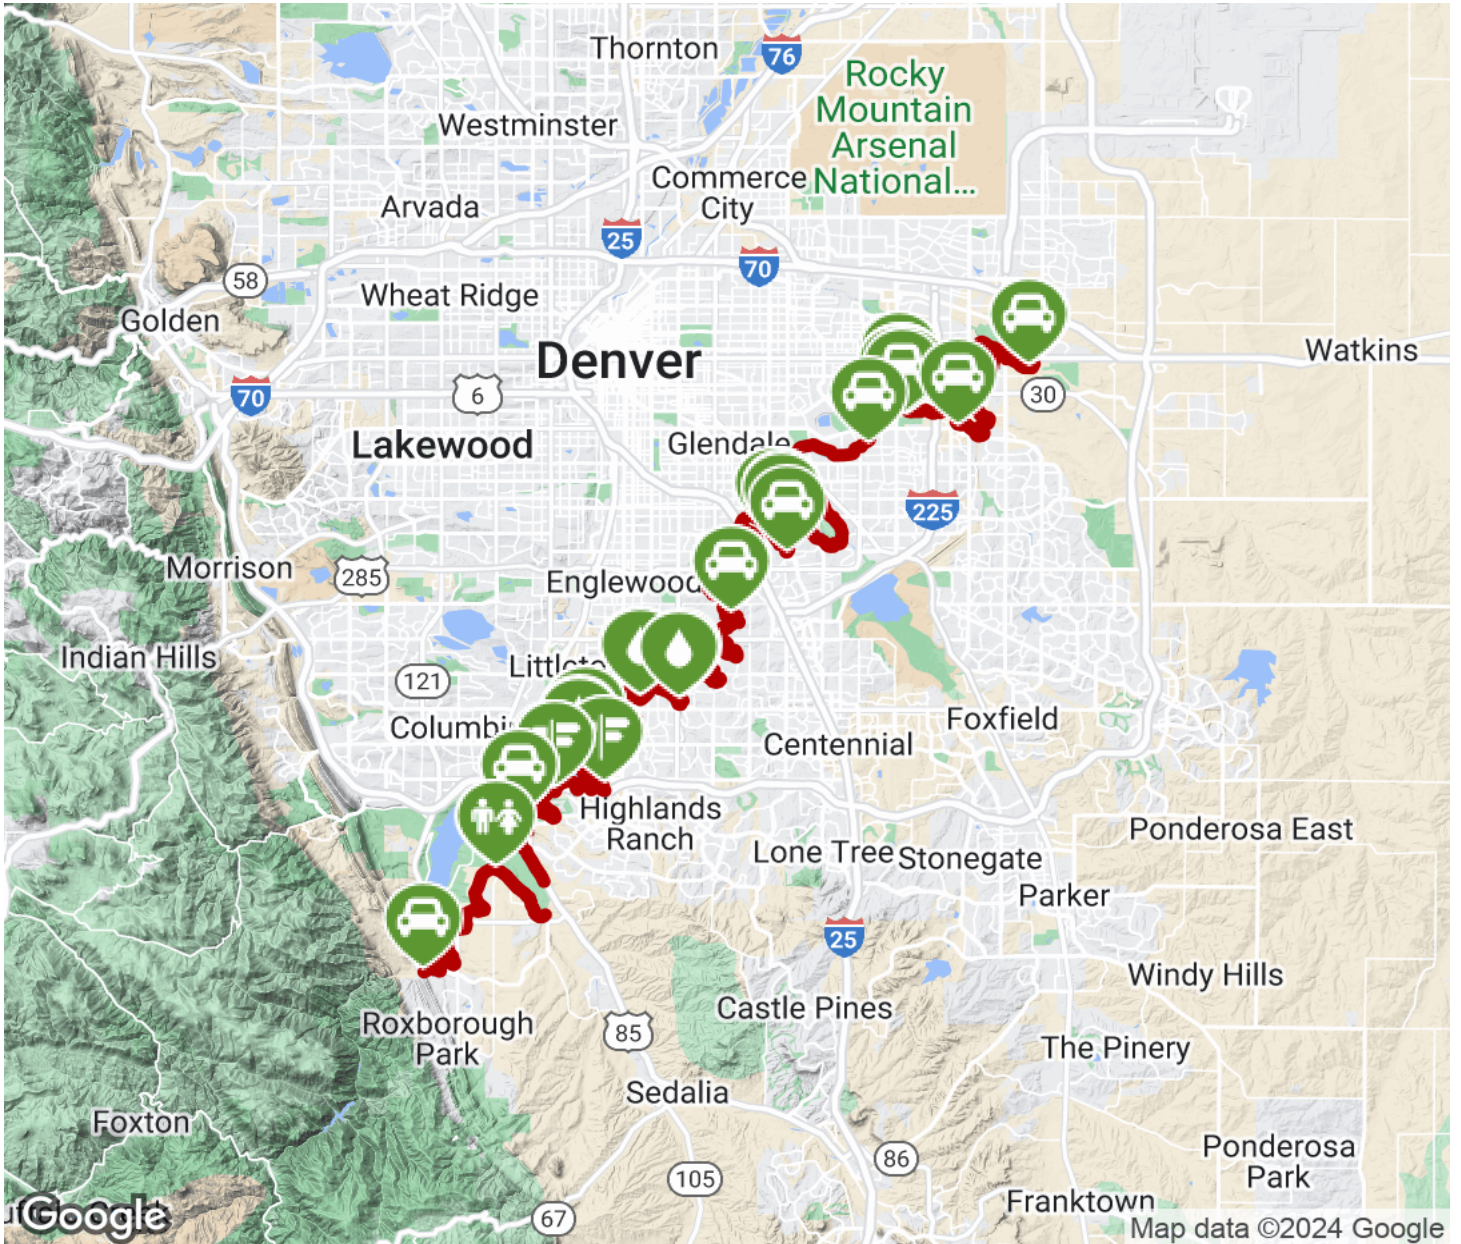 Thornton
76
Rocky
Mountain
Arsenal
National...
Westminster
Commerce
City
Arvada
25
70
58
Wheat Ridge
Golden
Denver
Watkins
70
6
30
Lakewood
Glendale
225
Morrison
285
Englewood
Indian Hills
121
Foxfield
Centennial
Highlands
Ranch
Ponderosa East
Lone Tree
Stonegate
Parker
25
Windy Hills
Castle Pines
Roxborough
Park
85
The Pinery
Sedalia
Foxton
86
Ponderosa
Park
105
Franktown
67
Google
Map data ©2024 Google